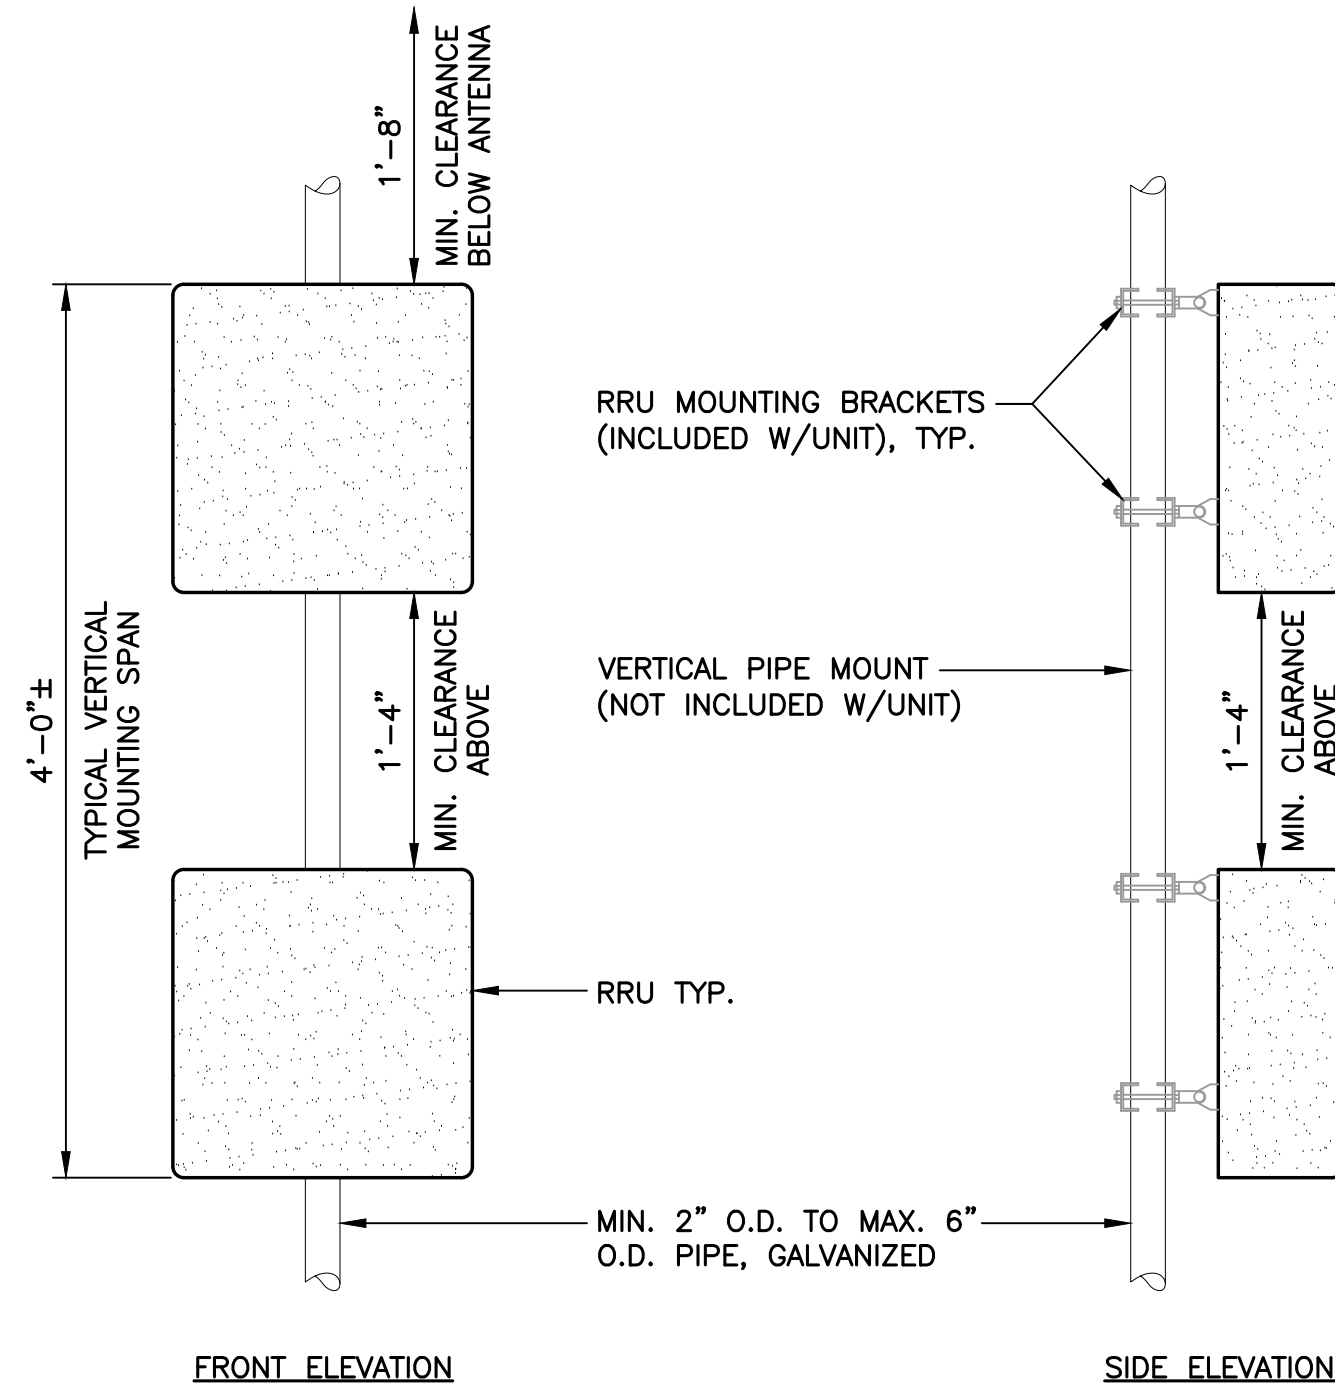 1'-8"
MIN. CLEARANCE
BELOW ANTENNA
RRU MOUNTING BRACKETS
(INCLUDED W/UNIT), TYP.
4'-0"±
TYPICAL VERTICAL
MOUNTING SPAN
1'-4"
MIN. CLEARANCE
ABOVE
VERTICAL PIPE MOUNT
(NOT INCLUDED W/UNIT)
1'-4"
MIN. CLEARANCE
ABOVE
RRU TYP.
MIN. 2" O.D. TO MAX. 6"
O.D. PIPE, GALVANIZED
FRONT ELEVATION
SIDE ELEVATION